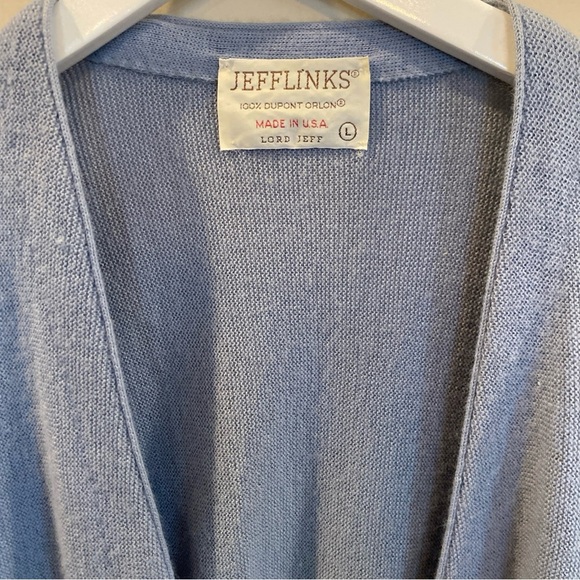 JEFFLINKS®
100% DUPONT ORLON®
MADE IN U.S.A
LORD JEFF L